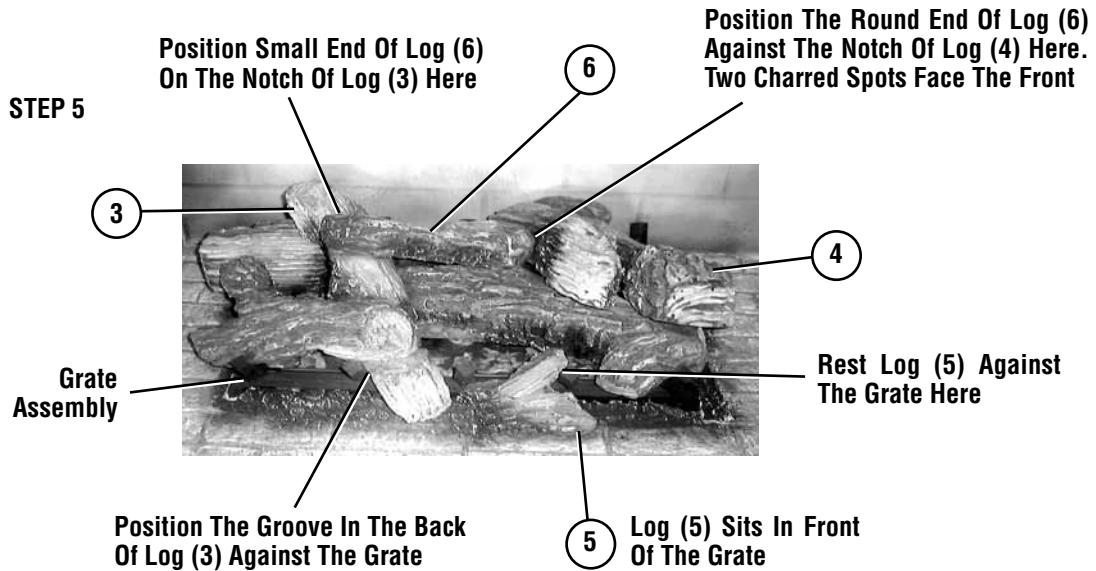 Position Small End Of Log (6)
On The Notch Of Log (3) Here
6
Position The Round End Of Log (6)
Against The Notch Of Log (4) Here.
Two Charred Spots Face The Front
STEP 5
3
4
Grate
Assembly
Rest Log (5) Against
The Grate Here
Position The Groove In The Back
Of Log (3) Against The Grate
5
Log (5) Sits In Front
Of The Grate